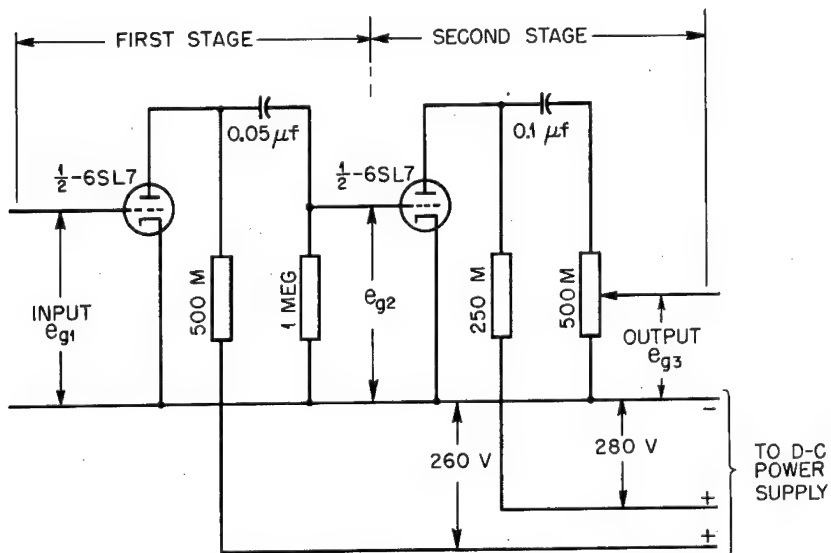 FIRST STAGE
SECOND STAGE
0.05 μf
0.1 μf
½-6SL7
½-6SL7
INPUT
eg1
500 M
1 MEG
eg2
250 M
500 M
OUTPUT
eg3
260 V
280 V
−
+
+
TO D-C
POWER
SUPPLY